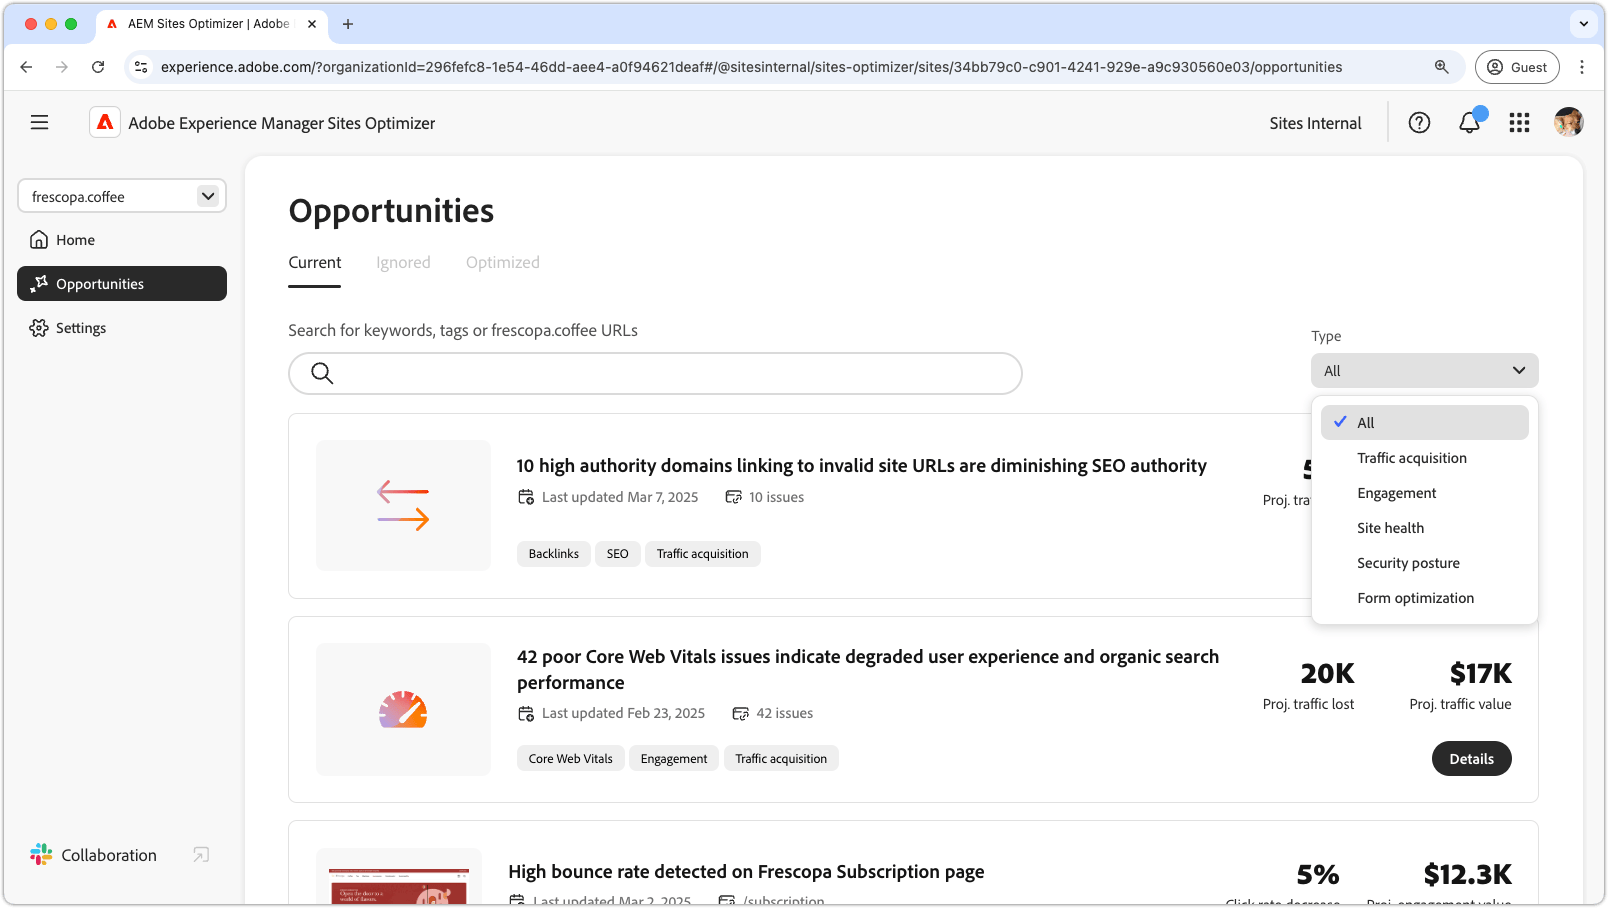 AEM Sites Optimizer | Adobe
experience.adobe.com/?organizationId=296fefc8-1e54-46dd-aee4-a0f94621deaf#/@sitesinternal/sites-optimizer/sites/34bb79c0-c901-4241-929e-a9c930560e03/opportunities
Guest
Adobe Experience Manager Sites Optimizer
Sites Internal
frescopa.coffee
Home
Opportunities
Settings
Collaboration
Opportunities
Current
Ignored
Optimized
Search for keywords, tags or frescopa.coffee URLs
Type
All
All
Traffic acquisition
Engagement
Site health
Security posture
Form optimization
10 high authority domains linking to invalid site URLs are diminishing SEO authority
Last updated Mar 7, 2025
10 issues
Backlinks
SEO
Traffic acquisition
Proj.
42 poor Core Web Vitals issues indicate degraded user experience and organic search
performance
Last updated Feb 23, 2025
42 issues
Core Web Vitals
Engagement
Traffic acquisition
20K
Proj. traffic lost
$17K
Proj. traffic value
Details
High bounce rate detected on Frescopa Subscription page
Last updated Mar 2, 2025
/subscription
5%
Click rate decrease
$12.3K
Proj. engagement value